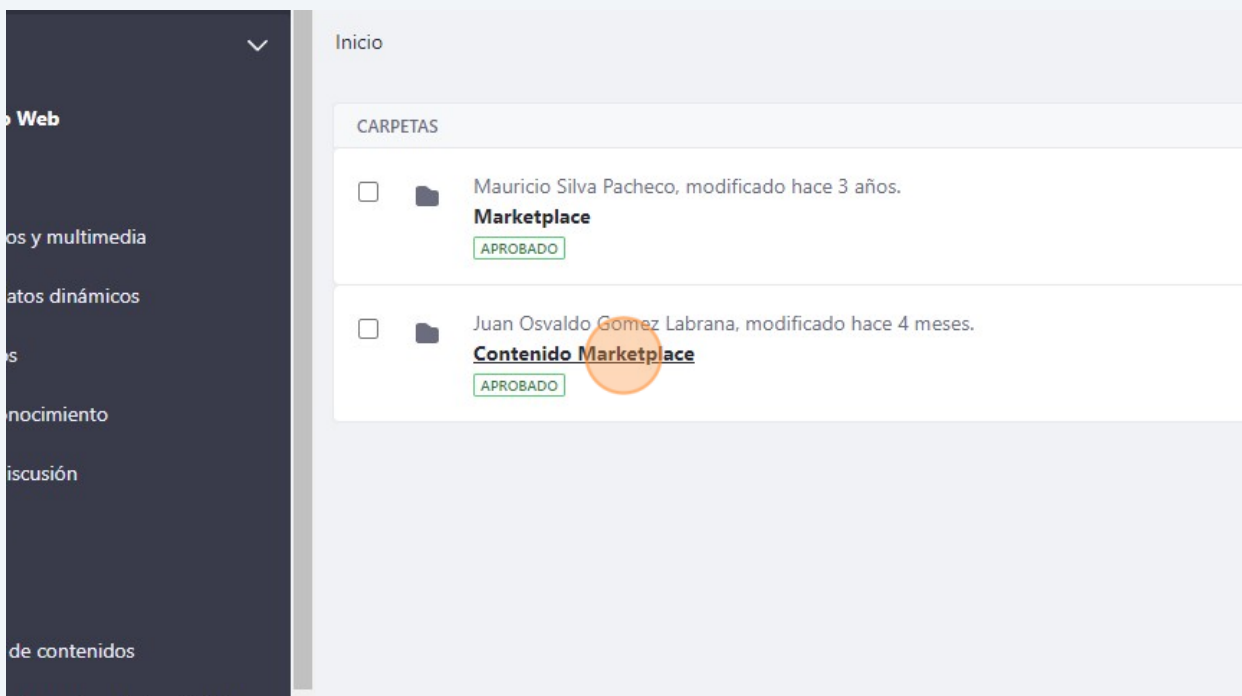 Inicio
Web
CARPETAS
Mauricio Silva Pacheco, modificado hace 3 años.
Marketplace
APROBADO
os y multimedia
atos dinámicos
Juan Osvaldo Gomez Labrana, modificado hace 4 meses.
Contenido Marketplace
APROBADO
os
nocimiento
iscusión
de contenidos